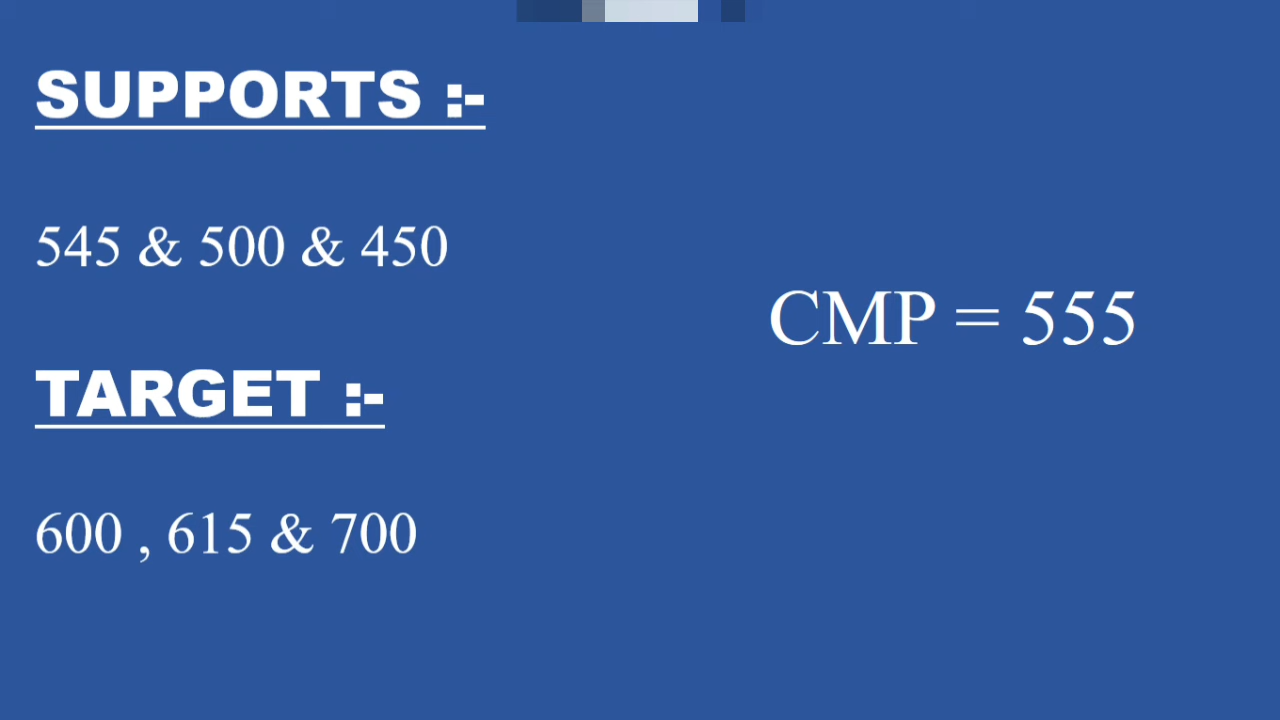 SUPPORTS :-
545 & 500 & 450
CMP = 555
TARGET :-
600 , 615 & 700